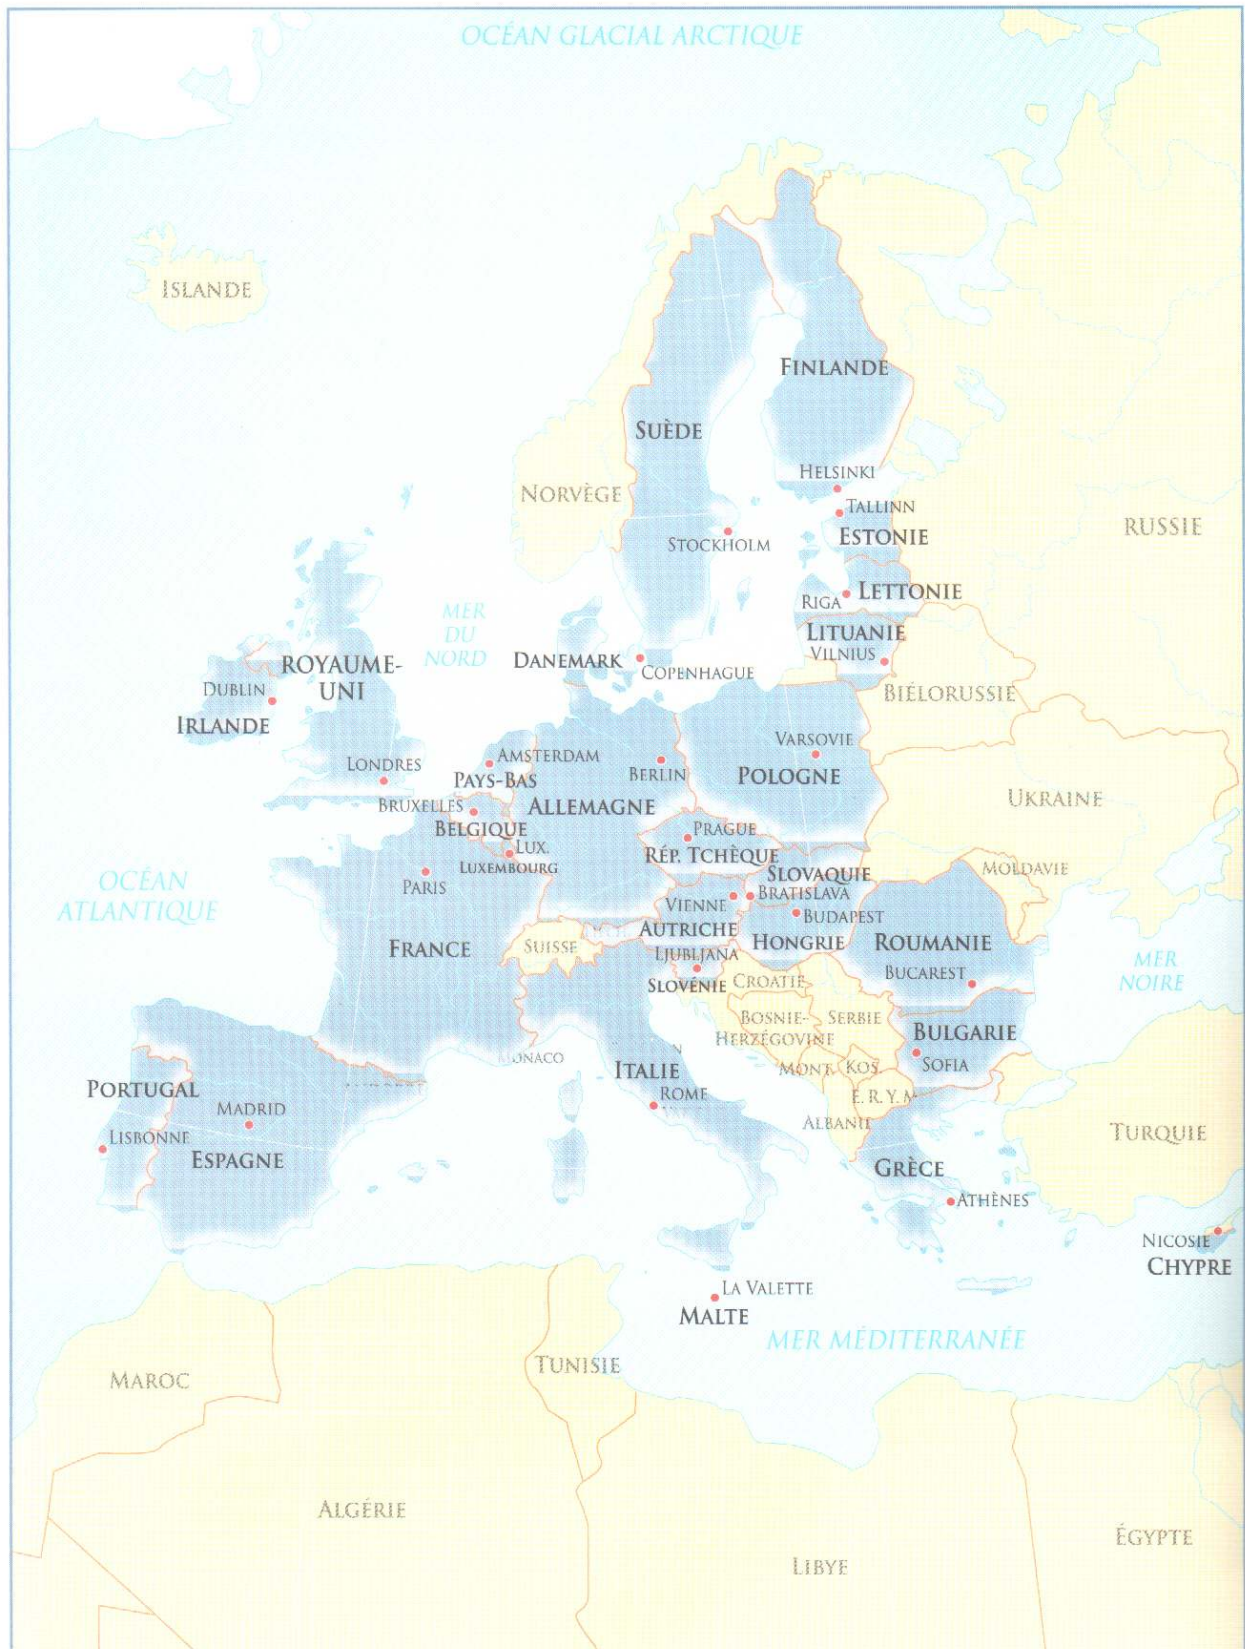 OCÉAN GLACIAL ARCTIQUE
ISLANDE
FINLANDE
SUÈDE
HELSINKI
NORVÈGE
TALLINN
ESTONIE
RUSSIE
STOCKHOLM
LETTONIE
RIGA
MER
DU
NORD
LITUANIE
VILNIUS
ROYAUME-
UNI
DANEMARK
COPENHAGUE
DUBLIN
IRLANDE
BIÉLORUSSIE
VARSOVIE
POLOGNE
LONDRES
AMSTERDAM
PAYS-BAS
BERLIN
ALLEMAGNE
UKRAINE
BRUXELLES
BELGIQUE
PRAGUE
RÉP. TCHÈQUE
LUX.
LUXEMBOURG
SLOVAQUIE
MOLDAVIE
OCÉAN
ATLANTIQUE
PARIS
VIENNE
BRATISLAVA
AUTRICHE
BUDAPEST
HONGRIE
FRANCE
SUISSE
ROUMANIE
LJUBLJANA
SLOVÉNIE
CROATIE
BUCAREST
MER
NOIRE
BOSNIE-
HERZÉGOVINE
SERBIE
BULGARIE
SOFIA
MONACO
ITALIE
MONT.
KOS.
PORTUGAL
MADRID
ROME
E. R. Y. M
ALBANIE
LISBONNE
ESPAGNE
TURQUIE
GRÈCE
ATHÈNES
NICOSIE
CHYPRE
LA VALETTE
MALTE
MER MÉDITERRANÉE
MAROC
TUNISIE
ALGÉRIE
LIBYE
ÉGYPTE